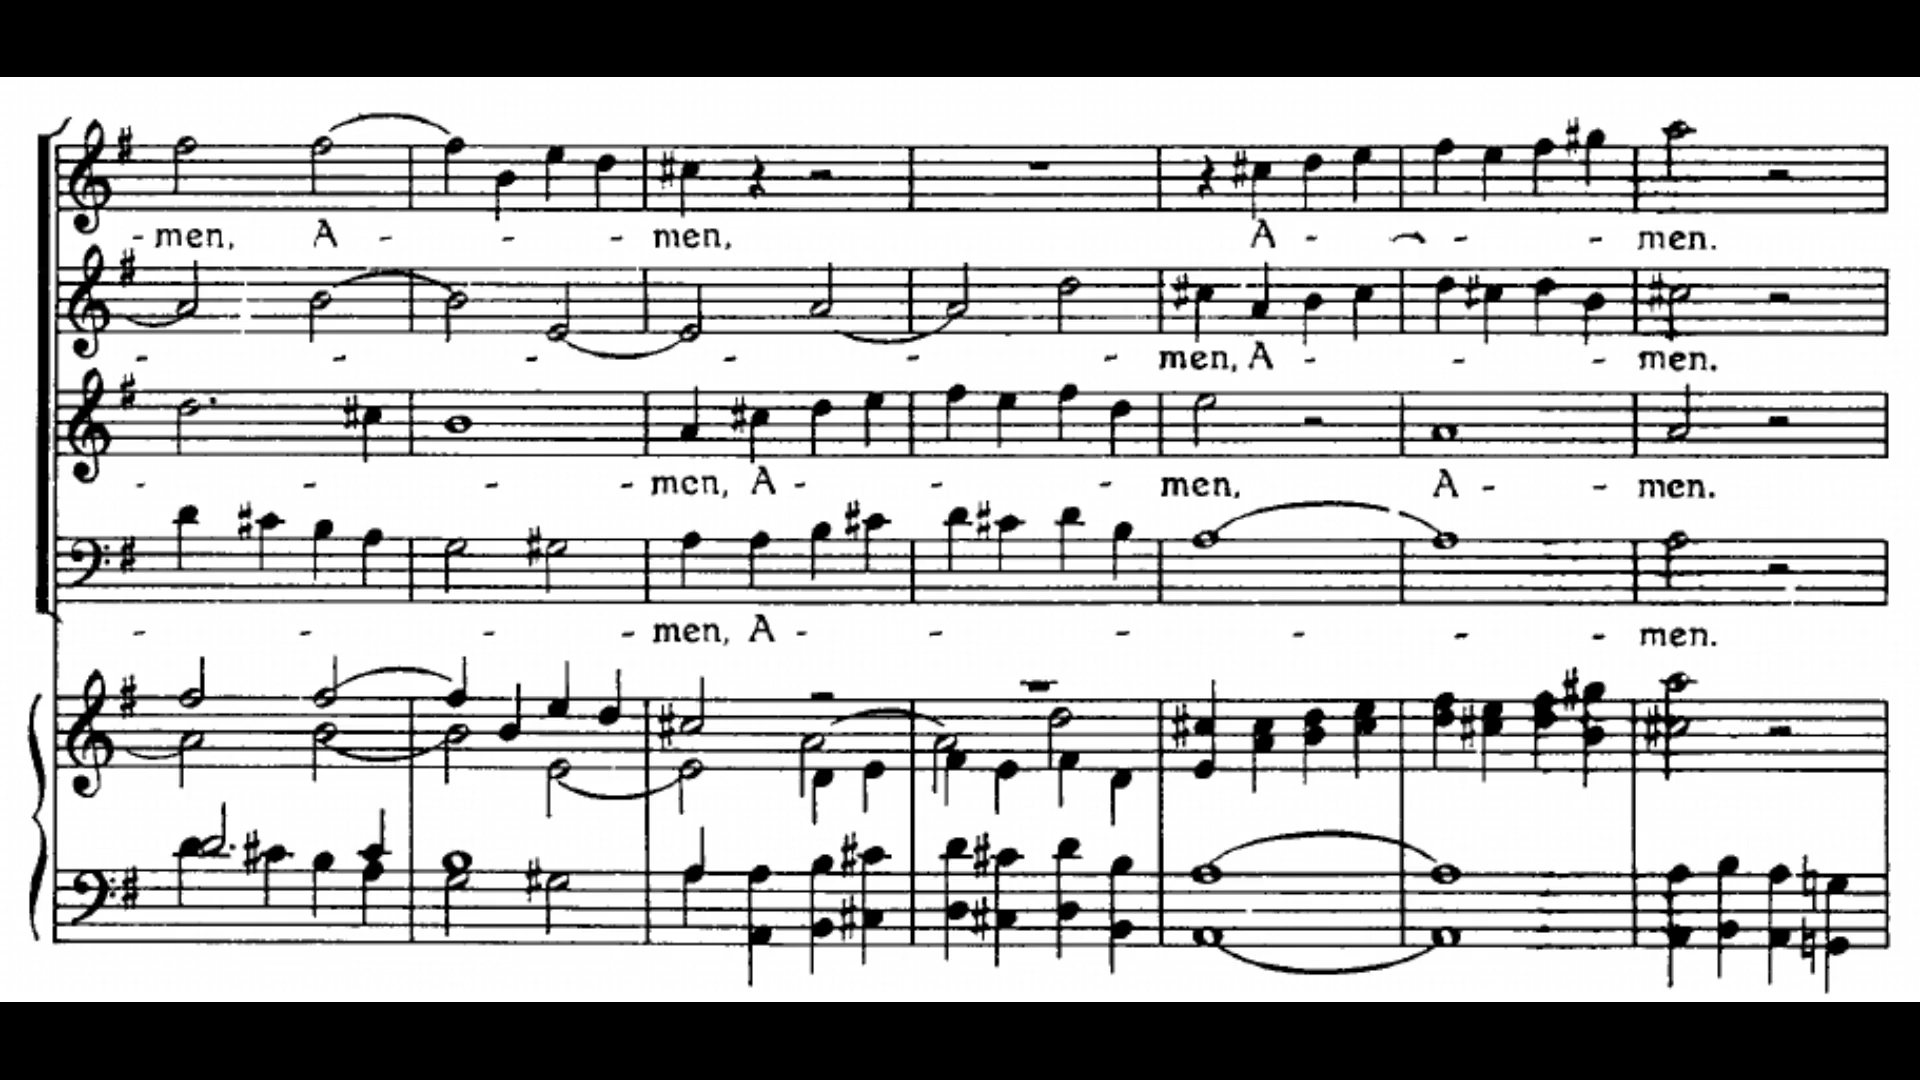 - men, A - - - men, A - - - men.
- - - - - - men, A - - - men.
- - - - men, A - - - men, A - - men.
- - - - men, A - - - - - - men.